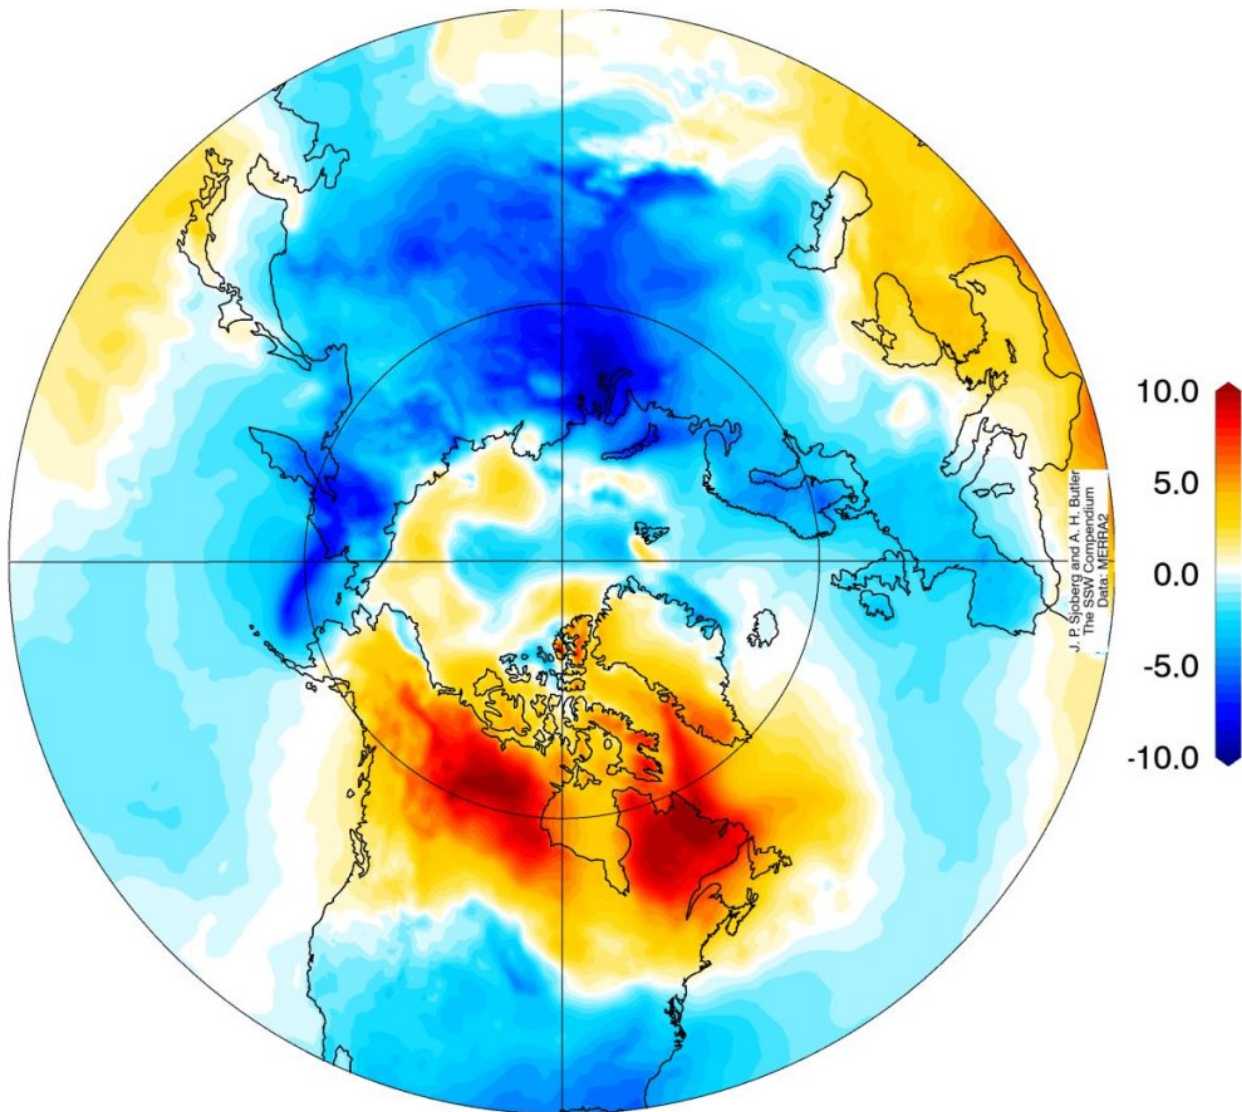 10.0
5.0
0.0
-5.0
-10.0
J. P. Sjoberg and A. H. Butler
The SSW Compendium
Data: MERRA2